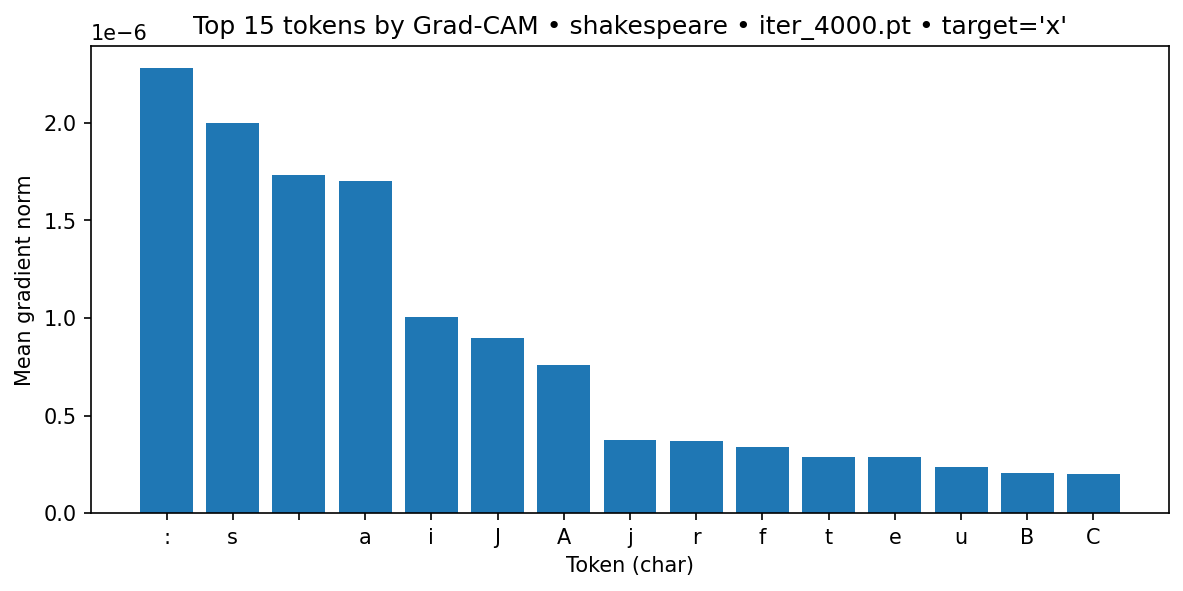 Top 15 tokens by Grad-CAM • shakespeare • iter_4000.pt • target='x'
1e−6
2.0
1.5
1.0
0.5
0.0
Mean gradient norm
: s a i J A j r f t e u B C
Token (char)